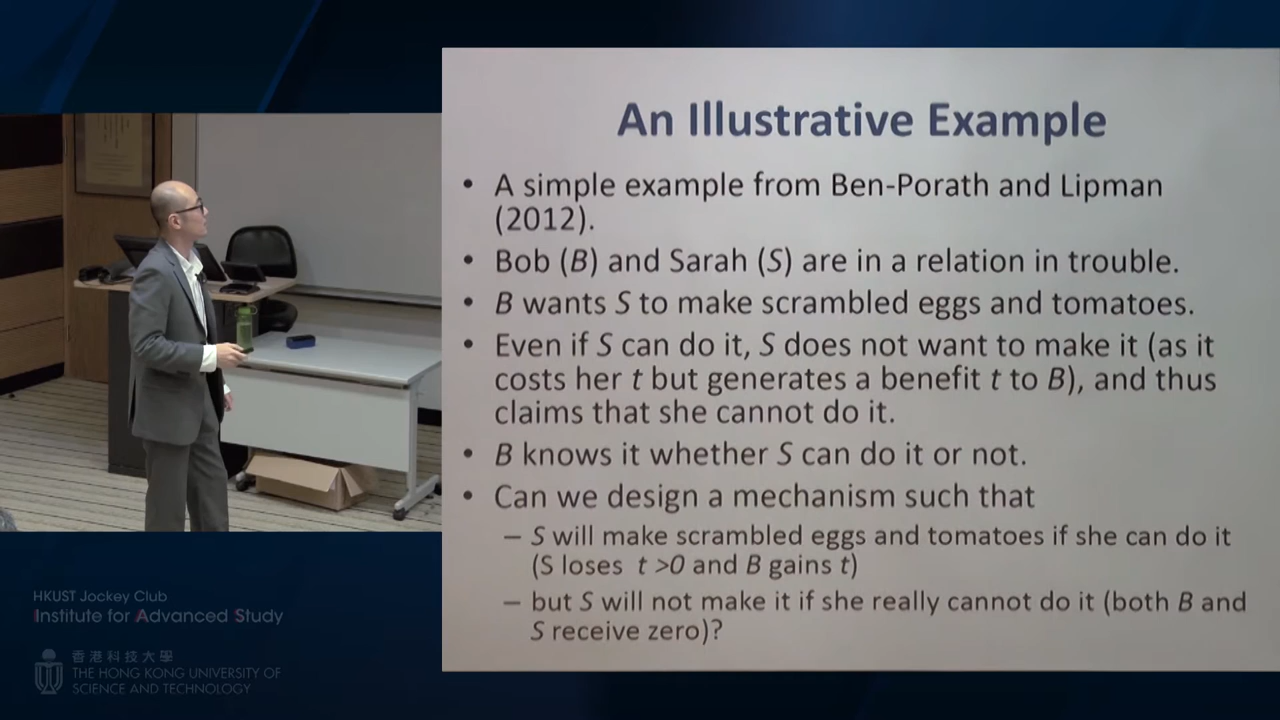 An Illustrative Example
• A simple example from Ben-Porath and Lipman
(2012).
• Bob (B) and Sarah (S) are in a relation in trouble.
• B wants S to make scrambled eggs and tomatoes.
• Even if S can do it, S does not want to make it (as it
costs her t but generates a benefit t to B), and thus
claims that she cannot do it.
• B knows it whether S can do it or not.
• Can we design a mechanism such that
– S will make scrambled eggs and tomatoes if she can do it
(S loses t >0 and B gains t)
– but S will not make it if she really cannot do it (both B and
S receive zero)?
HKUST Jockey Club
Institute for Advanced Study
香港科技大學
THE HONG KONG UNIVERSITY OF
SCIENCE AND TECHNOLOGY